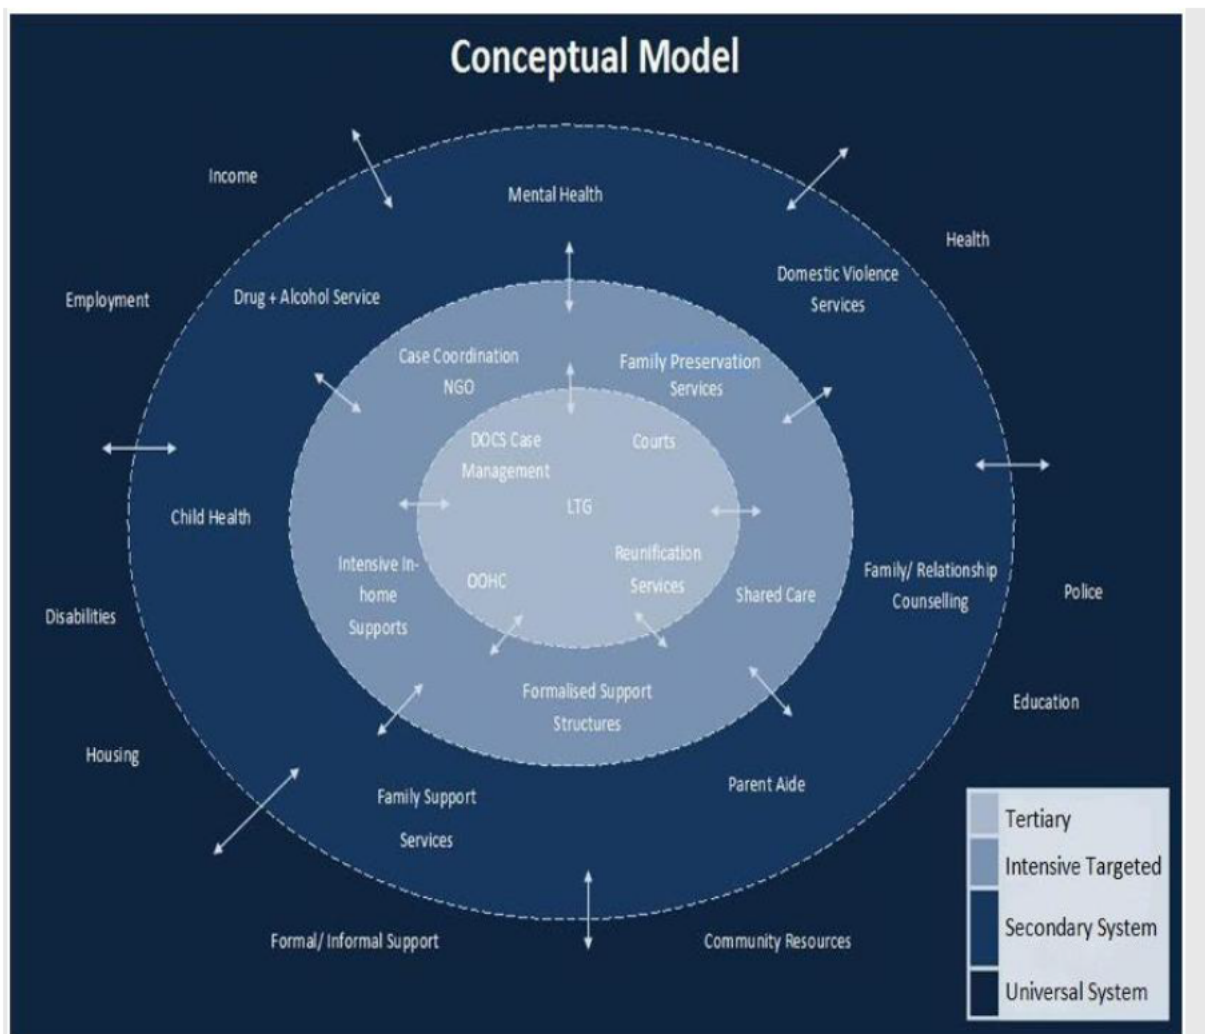 Conceptual Model
Income
Mental Health
Health
Employment
Drug + Alcohol Service
Domestic Violence
Services
Case Coordination
NGO
Family Preservation
Services
DOCS Case
Management
Courts
LTG
Child Health
Intensive In-
home
Supports
OOHC
Reunification
Services
Shared Care
Family/ Relationship
Counselling
Police
Disabilities
Formalised Support
Structures
Education
Housing
Family Support
Services
Parent Aide
Formal/ Informal Support
Community Resources
Tertiary
Intensive Targeted
Secondary System
Universal System